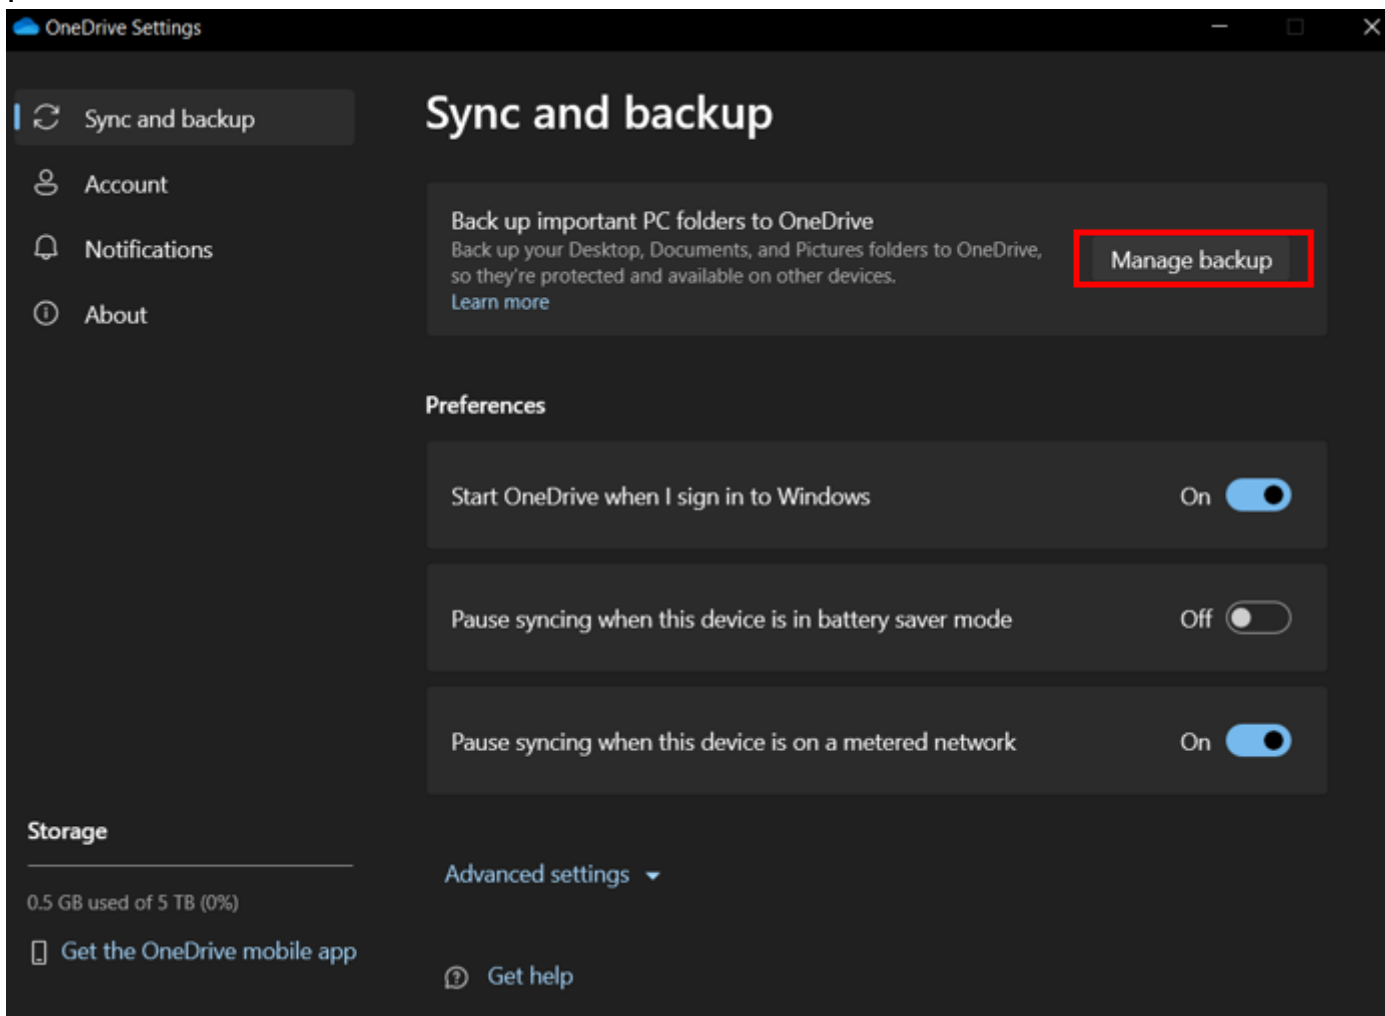 OneDrive Settings
Sync and backup
Account
Notifications
About
Storage
0.5 GB used of 5 TB (0%)
Get the OneDrive mobile app
Sync and backup
Back up important PC folders to OneDrive
Back up your Desktop, Documents, and Pictures folders to OneDrive,
so they're protected and available on other devices.
Learn more
Manage backup
Preferences
Start OneDrive when I sign in to Windows
On
Pause syncing when this device is in battery saver mode
Off
Pause syncing when this device is on a metered network
On
Advanced settings
Get help